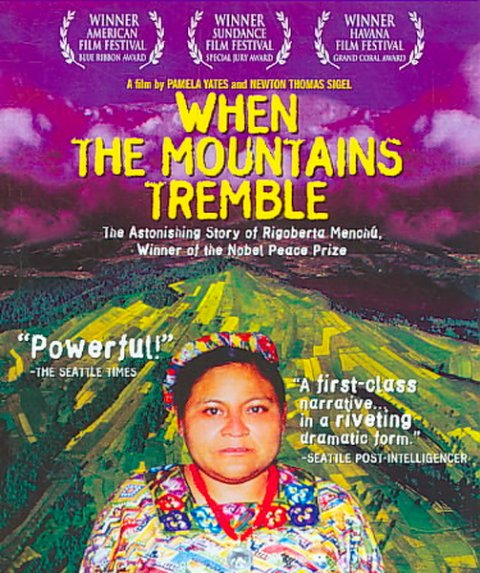 WINNER
AMERICAN
FILM FESTIVAL
BLUE RIBBON AWARD
WINNER
SUNDANCE
FILM FESTIVAL
SPECIAL JURY AWARD
WINNER
HAVANA
FILM FESTIVAL
GRAND CORAL AWARD
A film by PAMELA YATES and NEWTON THOMAS SIGEL
WHEN
THE MOUNTAINS
TREMBLE
The Astonishing Story of Rigoberta Menchú,
Winner of the Nobel Peace Prize
“Powerful!”
–THE SEATTLE TIMES
“A first-class
narrative...
in a riveting
dramatic form.”
–SEATTLE POST-INTELLIGENCER